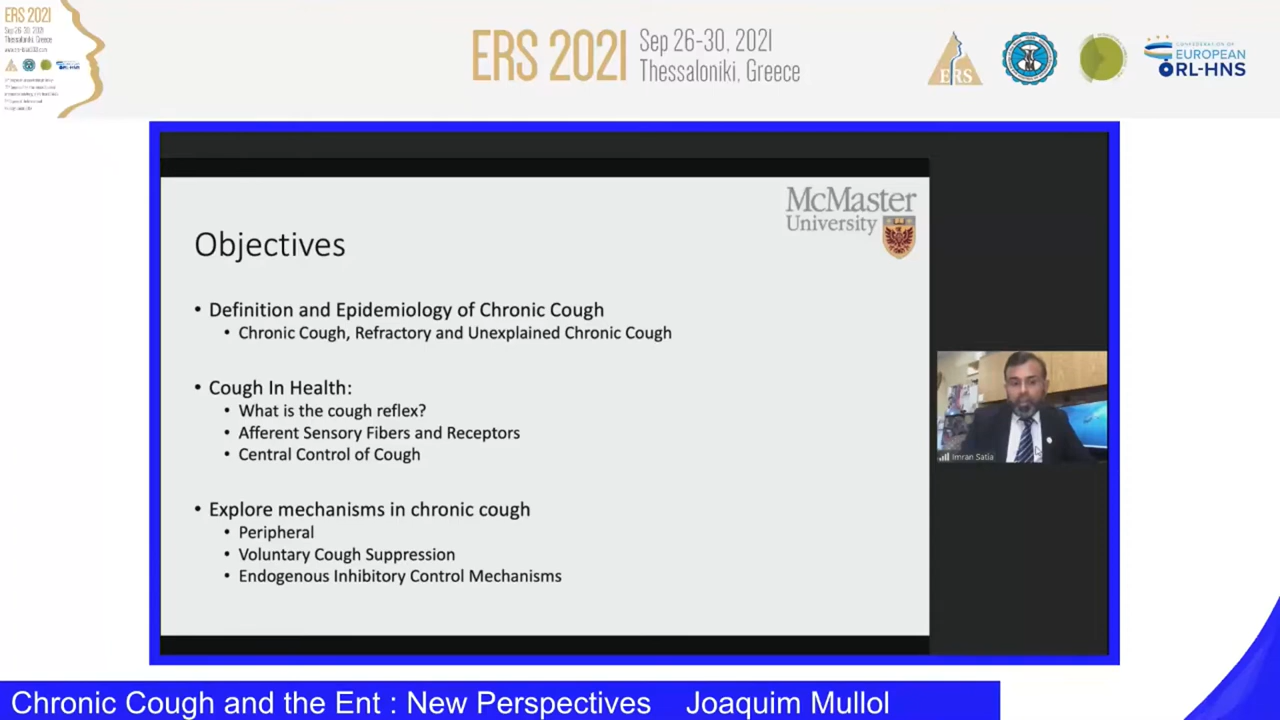 ERS 2021
Sep 26-30, 2021
Thessaloniki, Greece
ERS 2021
Sep 26-30, 2021
Thessaloniki, Greece
ERS
CONFEDERATION OF
EUROPEAN
ORL-HNS
McMaster
University
Objectives
• Definition and Epidemiology of Chronic Cough
• Chronic Cough, Refractory and Unexplained Chronic Cough
• Cough In Health:
• What is the cough reflex?
• Afferent Sensory Fibers and Receptors
• Central Control of Cough
• Explore mechanisms in chronic cough
• Peripheral
• Voluntary Cough Suppression
• Endogenous Inhibitory Control Mechanisms
Imran Satia
Chronic Cough and the Ent : New Perspectives Joaquim Mullol